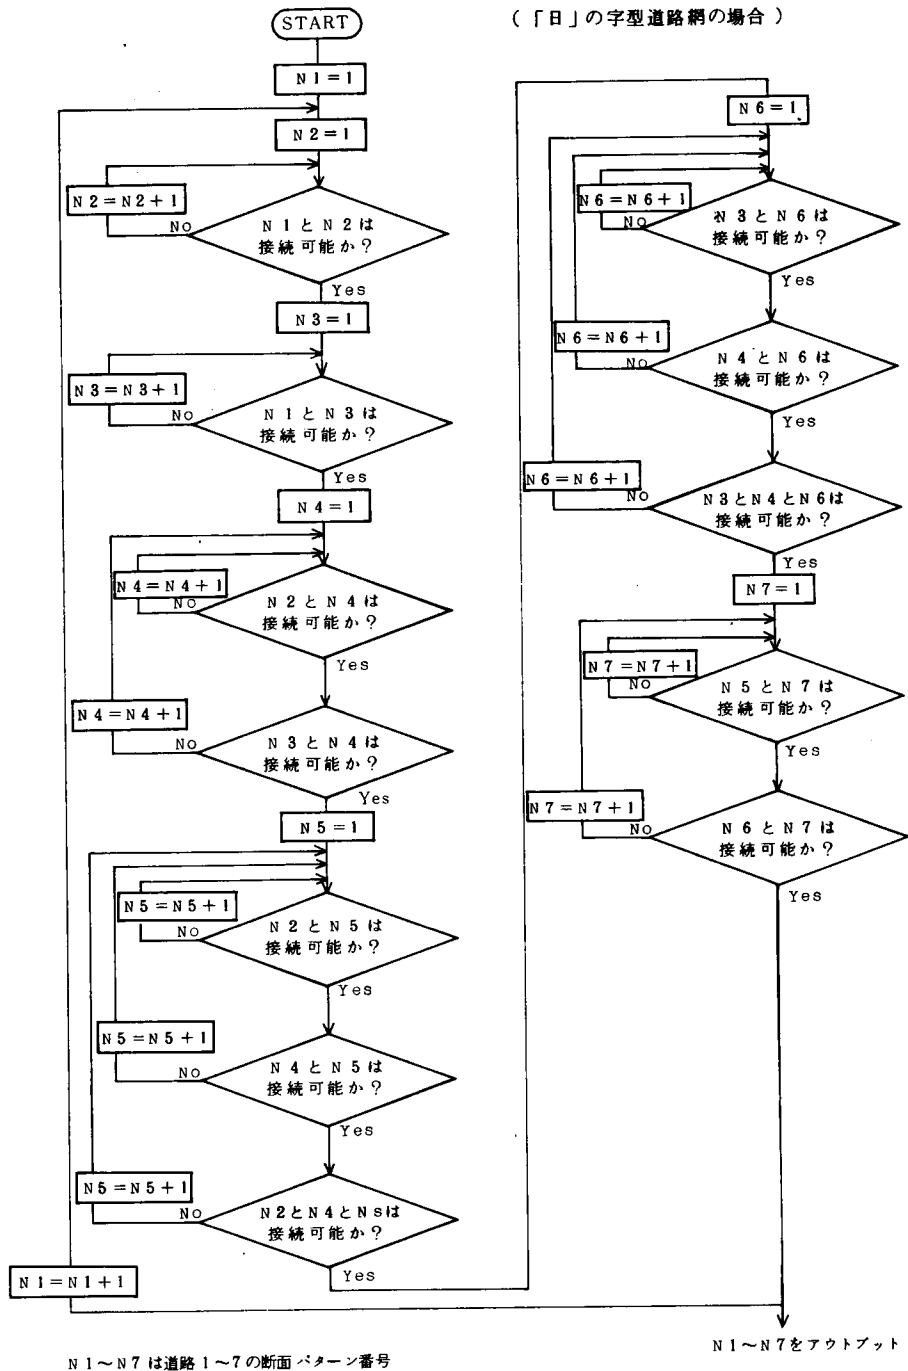 (「日」の字型道路網の場合)
START
N1=1
N2=1
N2=N2+1
No
N1とN2は
接続可能か?
Yes
N3=1
N3=N3+1
No
N1とN3は
接続可能か?
Yes
N4=1
N4=N4+1
No
N2とN4は
接続可能か?
Yes
N4=N4+1
No
N3とN4は
接続可能か?
Yes
N5=1
N5=N5+1
No
N2とN5は
接続可能か?
Yes
N5=N5+1
No
N4とN5は
接続可能か?
Yes
N5=N5+1
No
N2とN4とNsは
接続可能か?
Yes
N1=N1+1
N6=1
N6=N6+1
No
N3とN6は
接続可能か?
Yes
N6=N6+1
No
N4とN6は
接続可能か?
Yes
N6=N6+1
No
N3とN4とN6は
接続可能か?
Yes
N7=1
N7=N7+1
No
N5とN7は
接続可能か?
Yes
N7=N7+1
No
N6とN7は
接続可能か?
Yes
N1〜N7をアウトプット
N1〜N7は道路1〜7の断面パターン番号